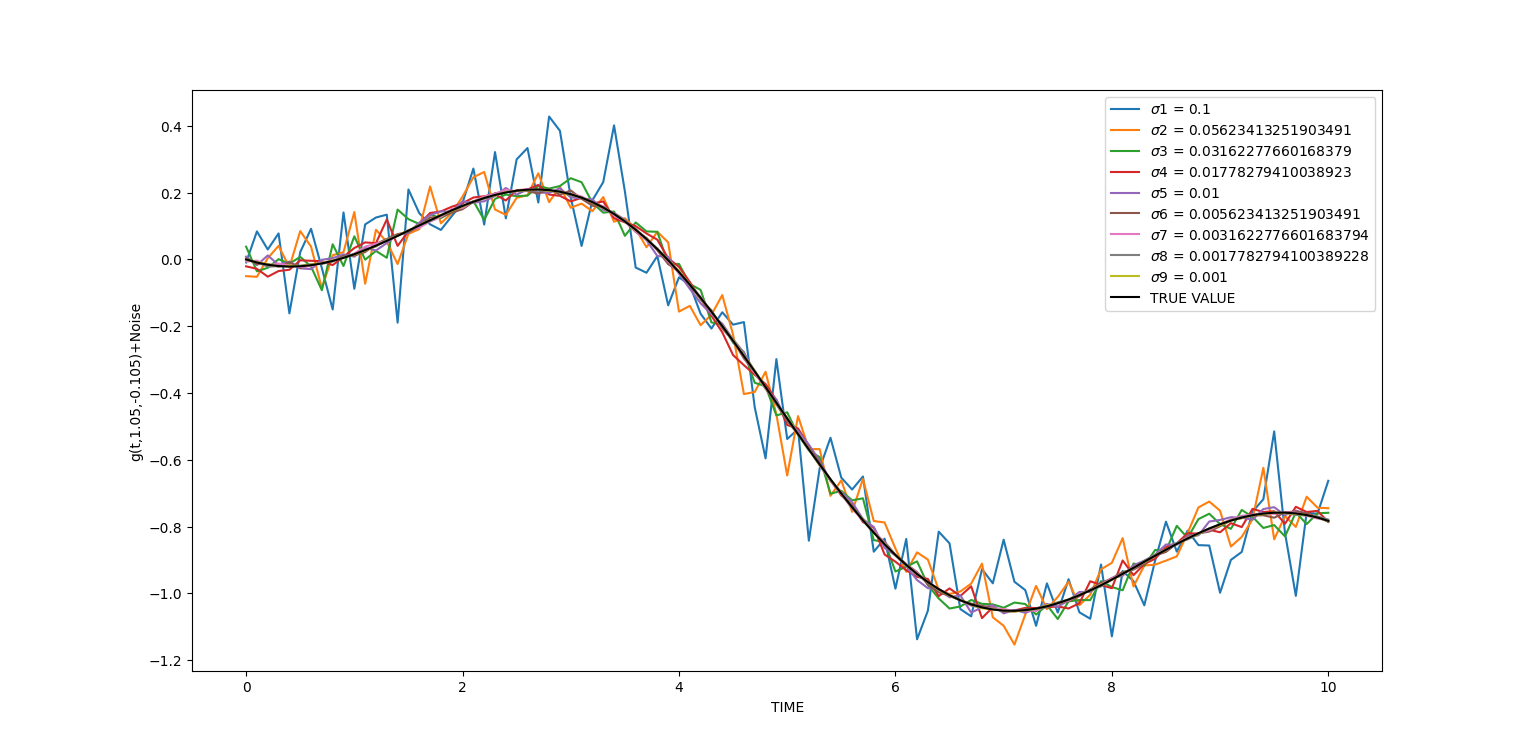 σ1 = 0.1
σ2 = 0.05623413251903491
σ3 = 0.03162277660168379
σ4 = 0.01778279410038923
σ5 = 0.01
σ6 = 0.005623413251903491
σ7 = 0.0031622776601683794
σ8 = 0.0017782794100389228
σ9 = 0.001
TRUE VALUE
0.4
0.2
0.0
−0.2
−0.4
−0.6
−0.8
−1.0
−1.2
g(t,1.05,-0.105)+Noise
0 2 4 6 8 10
TIME